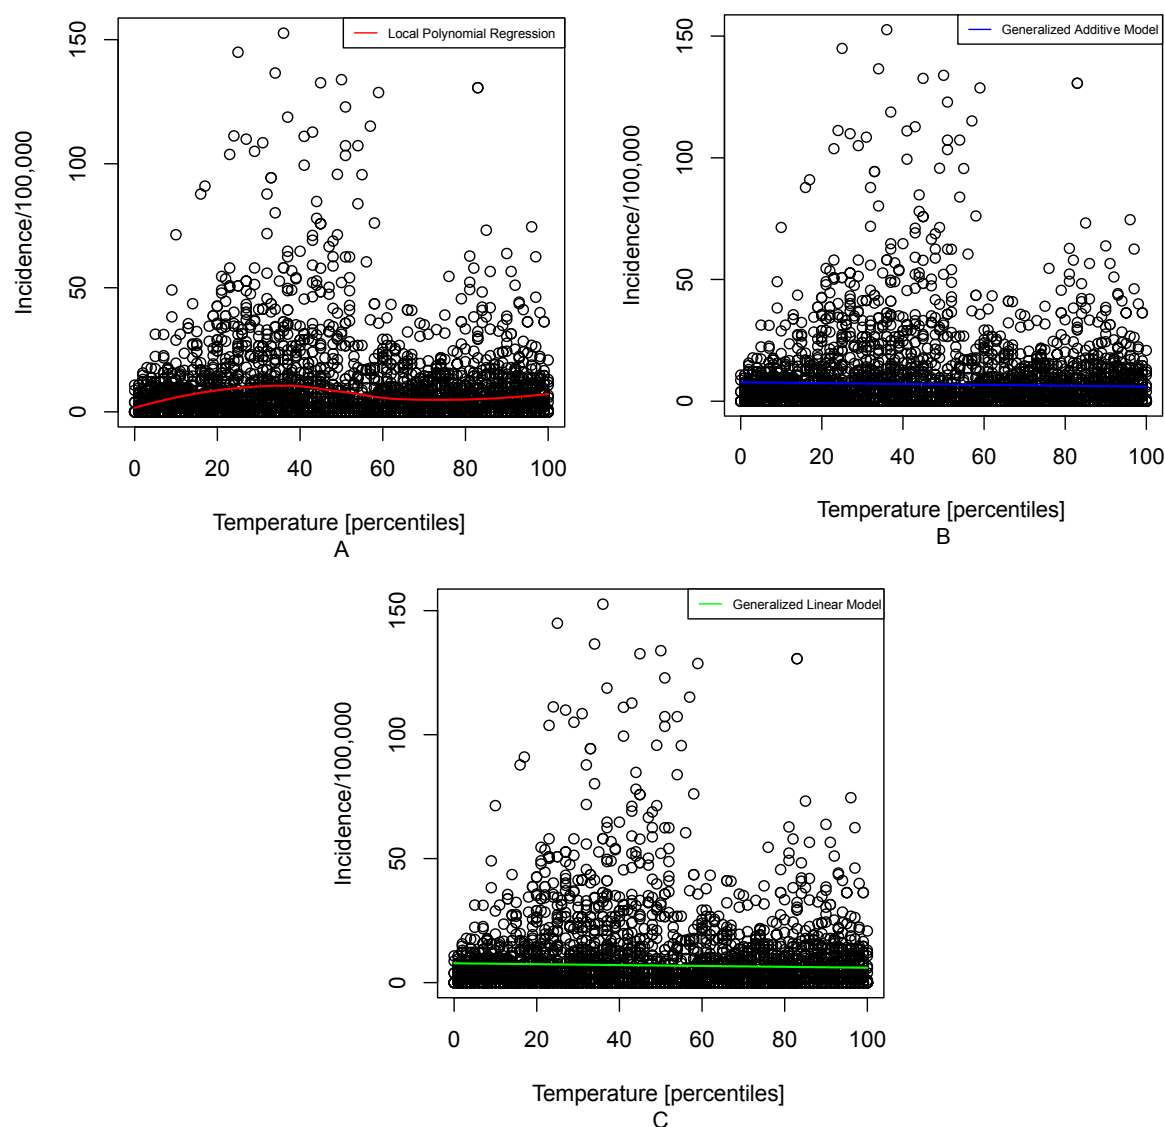 Local Polynomial Regression
150
100
50
0
Incidence/100,000
0 20 40 60 80 100
Temperature [percentiles]
A
Generalized Additive Model
150
100
50
0
Incidence/100,000
0 20 40 60 80 100
Temperature [percentiles]
B
Generalized Linear Model
150
100
50
0
Incidence/100,000
0 20 40 60 80 100
Temperature [percentiles]
C